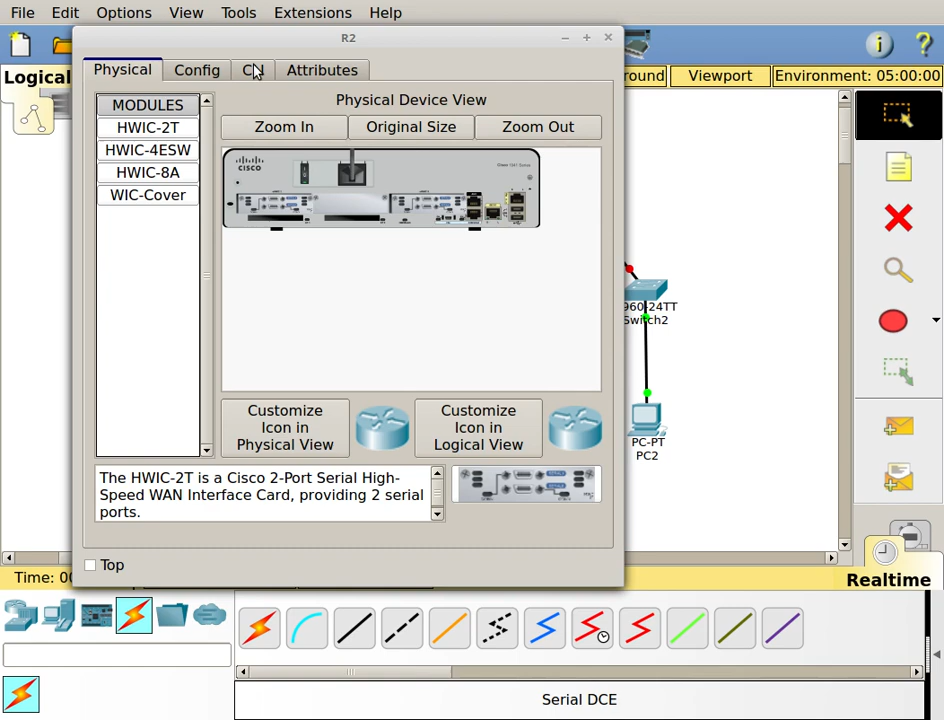 File Edit Options View Tools Extensions Help
R2
Logical
Physical Config Attributes
round Viewport Environment: 05:00:00
MODULES
HWIC-2T
HWIC-4ESW
HWIC-8A
WIC-Cover
Physical Device View
Zoom In Original Size Zoom Out
CISCO
960-24TT
Switch2
PC-PT
PC2
Customize
Icon in
Physical View
Customize
Icon in
Logical View
The HWIC-2T is a Cisco 2-Port Serial High-
Speed WAN Interface Card, providing 2 serial
ports.
Top
Time: 00
Realtime
Serial DCE